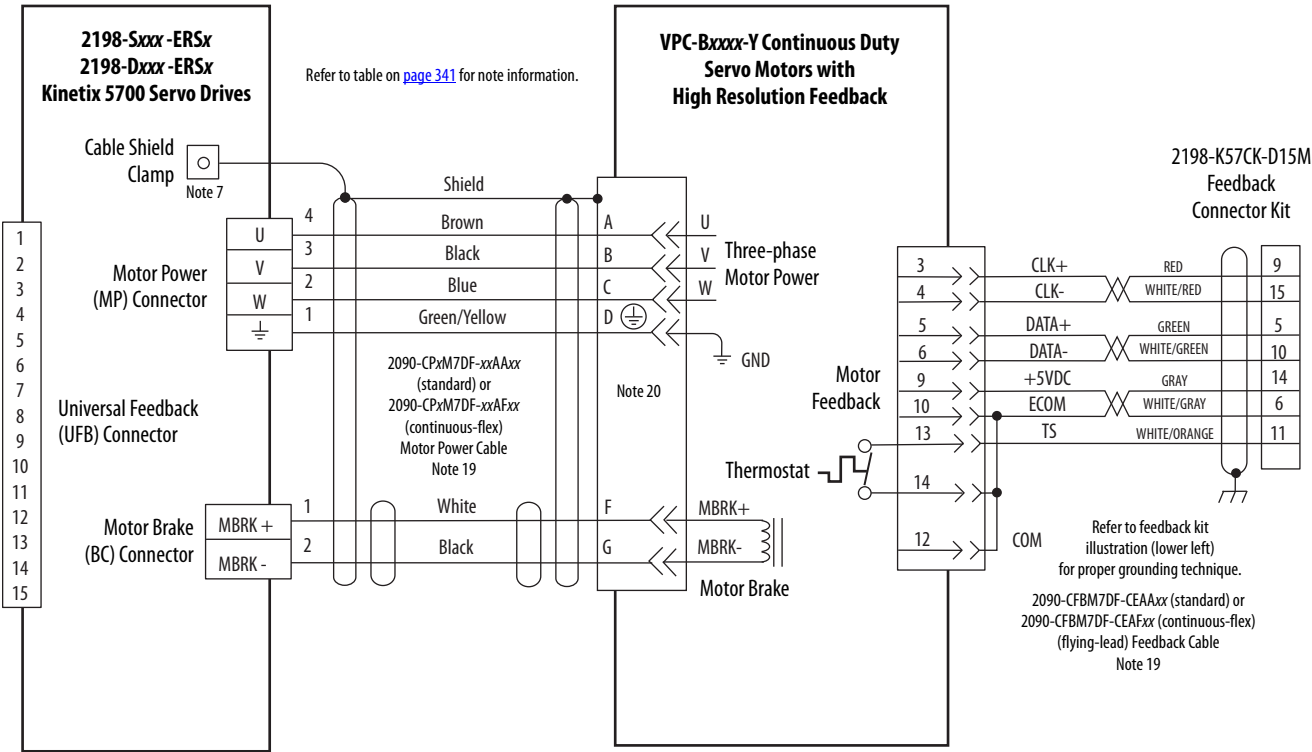 2198-Sxxx -ERSx
2198-Dxxx -ERSx
Kinetix 5700 Servo Drives
Refer to table on page 341 for note information.
VPC-Bxxxx-Y Continuous Duty
Servo Motors with
High Resolution Feedback
2198-K57CK-D15M
Feedback
Connector Kit
Cable Shield
Clamp
Note 7
Shield
1
2
3
4
5
6
7
8
9
10
11
12
13
14
15
Universal Feedback
(UFB) Connector
Motor Power
(MP) Connector
U 4 Brown A U
V 3 Black B V
W 2 Blue C W
1 Green/Yellow D
GND
Three-phase
Motor Power
2090-CPxM7DF-xxAAxx
(standard) or
2090-CPxM7DF-xxAFxx
(continuous-flex)
Motor Power Cable
Note 19
Note 20
Motor Brake
(BC) Connector
MBRK + 1 White F MBRK+
MBRK - 2 Black G MBRK-
Motor Brake
Motor
Feedback
Thermostat
3 CLK+ RED 9
4 CLK- WHITE/RED 15
5 DATA+ GREEN 5
6 DATA- WHITE/GREEN 10
9 +5VDC GRAY 14
10 ECOM WHITE/GRAY 6
13 TS WHITE/ORANGE 11
14
12 COM
Refer to feedback kit
illustration (lower left)
for proper grounding technique.
2090-CFBM7DF-CEAAxx (standard) or
2090-CFBM7DF-CEAFxx (continuous-flex)
(flying-lead) Feedback Cable
Note 19